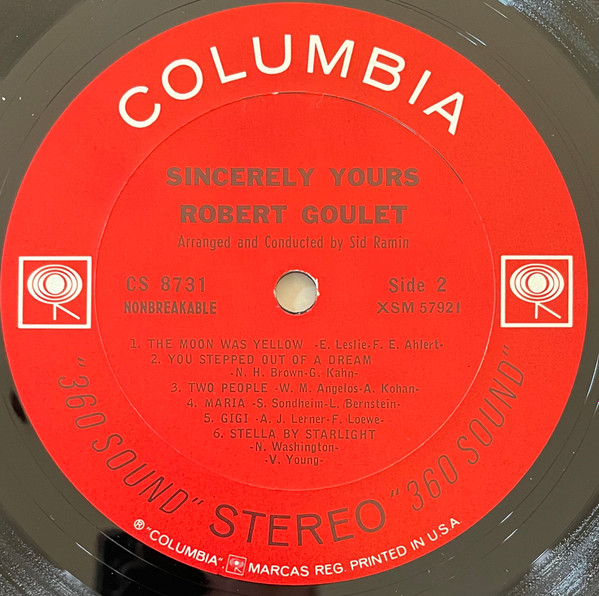 COLUMBIA
SINCERELY YOURS
ROBERT GOULET
Arranged and Conducted by Sid Ramin
CS 8731
Side 2
NONBREAKABLE
XSM 57921
1. THE MOON WAS YELLOW -E. Leslie-F. E. Ahlert-
2. YOU STEPPED OUT OF A DREAM
-N. H. Brown-G. Kahn-
3. TWO PEOPLE -W. M. Angelos-A. Kohan-
4. MARIA -S. Sondheim-L. Bernstein-
5. GIGI -A. J. Lerner-F. Loewe-
6. STELLA BY STARLIGHT
-N. Washington-
-V. Young-
"360 SOUND" STEREO "360 SOUND"
® "COLUMBIA", MARCAS REG. PRINTED IN U.S.A.